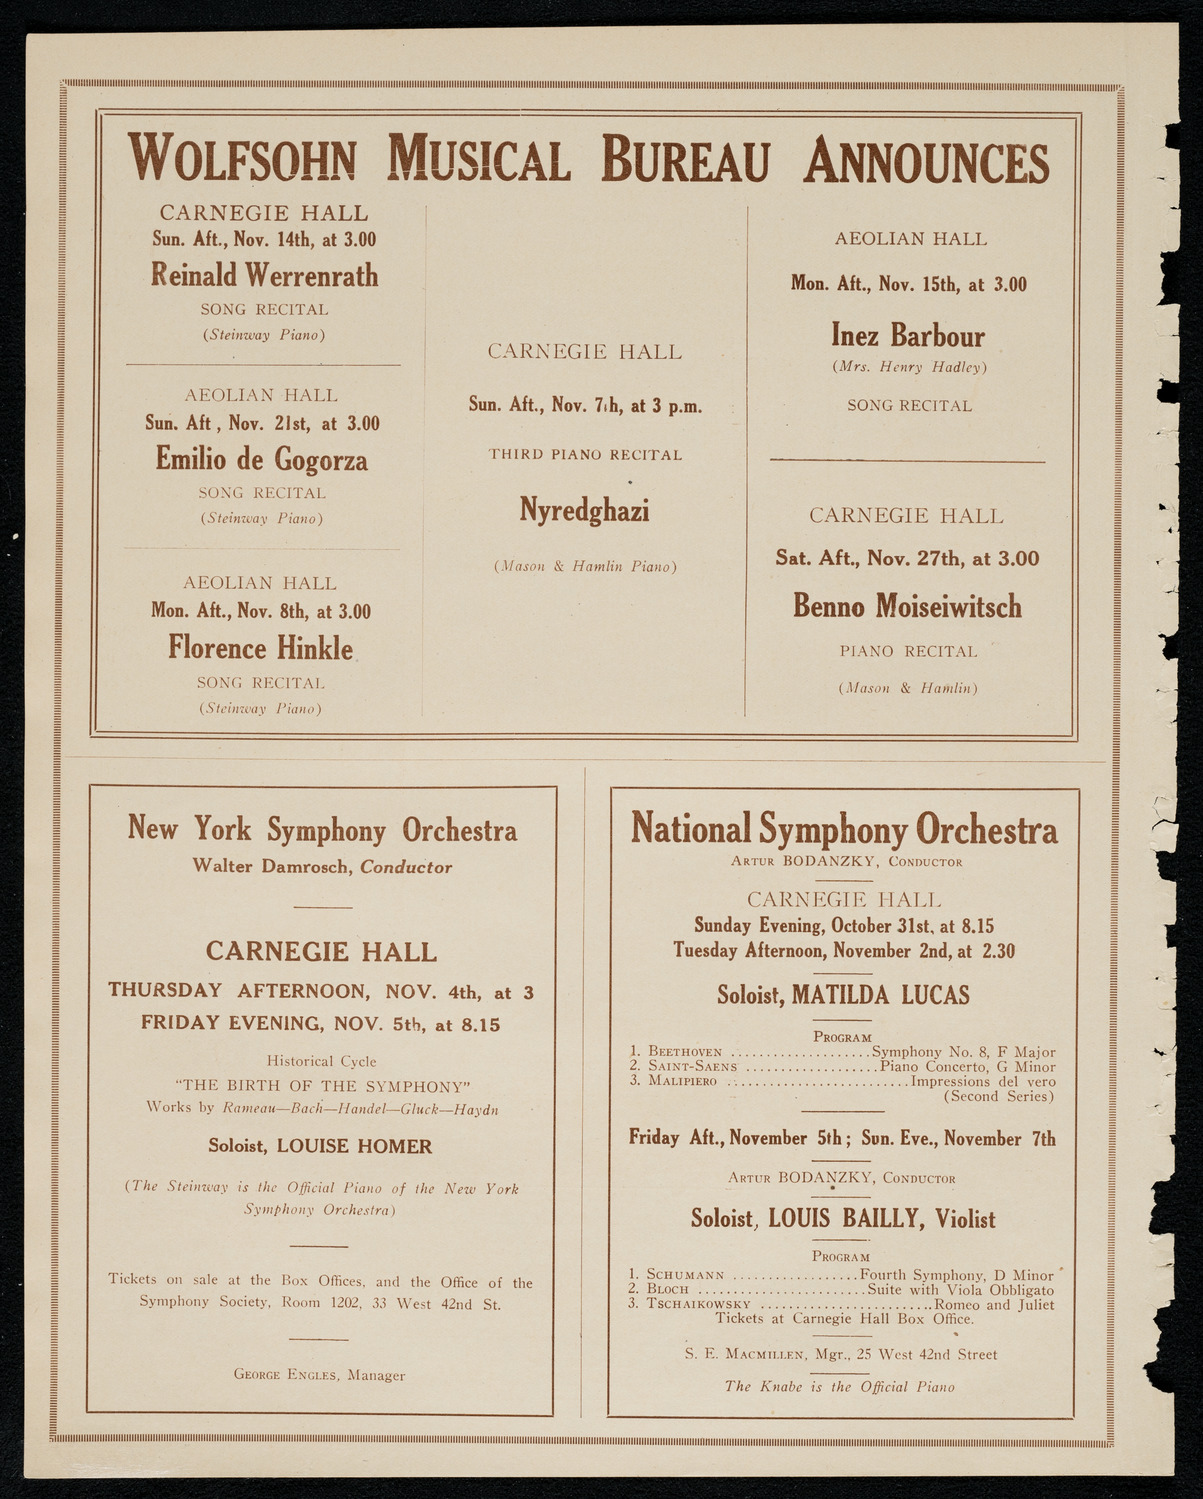 WOLFSOHN MUSICAL BUREAU ANNOUNCES
CARNEGIE HALL
Sun. Aft., Nov. 14th, at 3.00
Reinald Werrenrath
SONG RECITAL
(Steinway Piano)
AEOLIAN HALL
Sun. Aft , Nov. 21st, at 3.00
Emilio de Gogorza
SONG RECITAL
(Steinway Piano)
AEOLIAN HALL
Mon. Aft., Nov. 8th, at 3.00
Florence Hinkle
SONG RECITAL
(Steinway Piano)
CARNEGIE HALL
Sun. Aft., Nov. 7th, at 3 p.m.
THIRD PIANO RECITAL
Nyredghazi
(Mason & Hamlin Piano)
AEOLIAN HALL
Mon. Aft., Nov. 15th, at 3.00
Inez Barbour
(Mrs. Henry Hadley)
SONG RECITAL
CARNEGIE HALL
Sat. Aft., Nov. 27th, at 3.00
Benno Moiseiwitsch
PIANO RECITAL
(Mason & Hamlin)
New York Symphony Orchestra
Walter Damrosch, Conductor
CARNEGIE HALL
THURSDAY AFTERNOON, NOV. 4th, at 3
FRIDAY EVENING, NOV. 5th, at 8.15
Historical Cycle
"THE BIRTH OF THE SYMPHONY"
Works by Rameau—Bach—Handel—Gluck—Haydn
Soloist, LOUISE HOMER
(The Steinway is the Official Piano of the New York
Symphony Orchestra)
Tickets on sale at the Box Offices, and the Office of the
Symphony Society, Room 1202, 33 West 42nd St.
GEORGE ENGLES, Manager
National Symphony Orchestra
ARTUR BODANZKY, CONDUCTOR
CARNEGIE HALL
Sunday Evening, October 31st, at 8.15
Tuesday Afternoon, November 2nd, at 2.30
Soloist, MATILDA LUCAS
PROGRAM
1. BEETHOVEN ....................Symphony No. 8, F Major
2. SAINT-SAENS ...................Piano Concerto, G Minor
3. MALIPIERO ..........................Impressions del vero
(Second Series)
Friday Aft., November 5th; Sun. Eve., November 7th
ARTUR BODANZKY, CONDUCTOR
Soloist, LOUIS BAILLY, Violist
PROGRAM
1. SCHUMANN ..................Fourth Symphony, D Minor
2. BLOCH ........................Suite with Viola Obbligato
3. TSCHAIKOWSKY ........................Romeo and Juliet
Tickets at Carnegie Hall Box Office.
S. E. MACMILLEN, Mgr., 25 West 42nd Street
The Knabe is the Official Piano